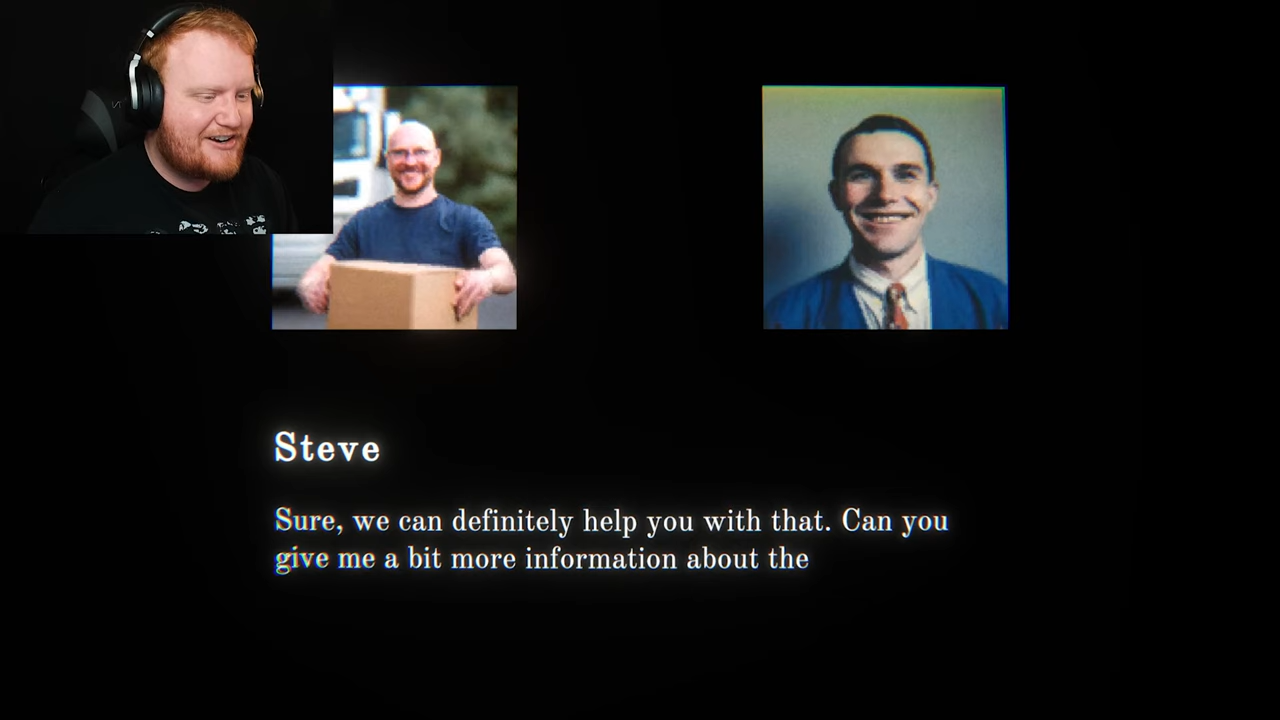 Steve
Sure, we can definitely help you with that. Can you
give me a bit more information about the